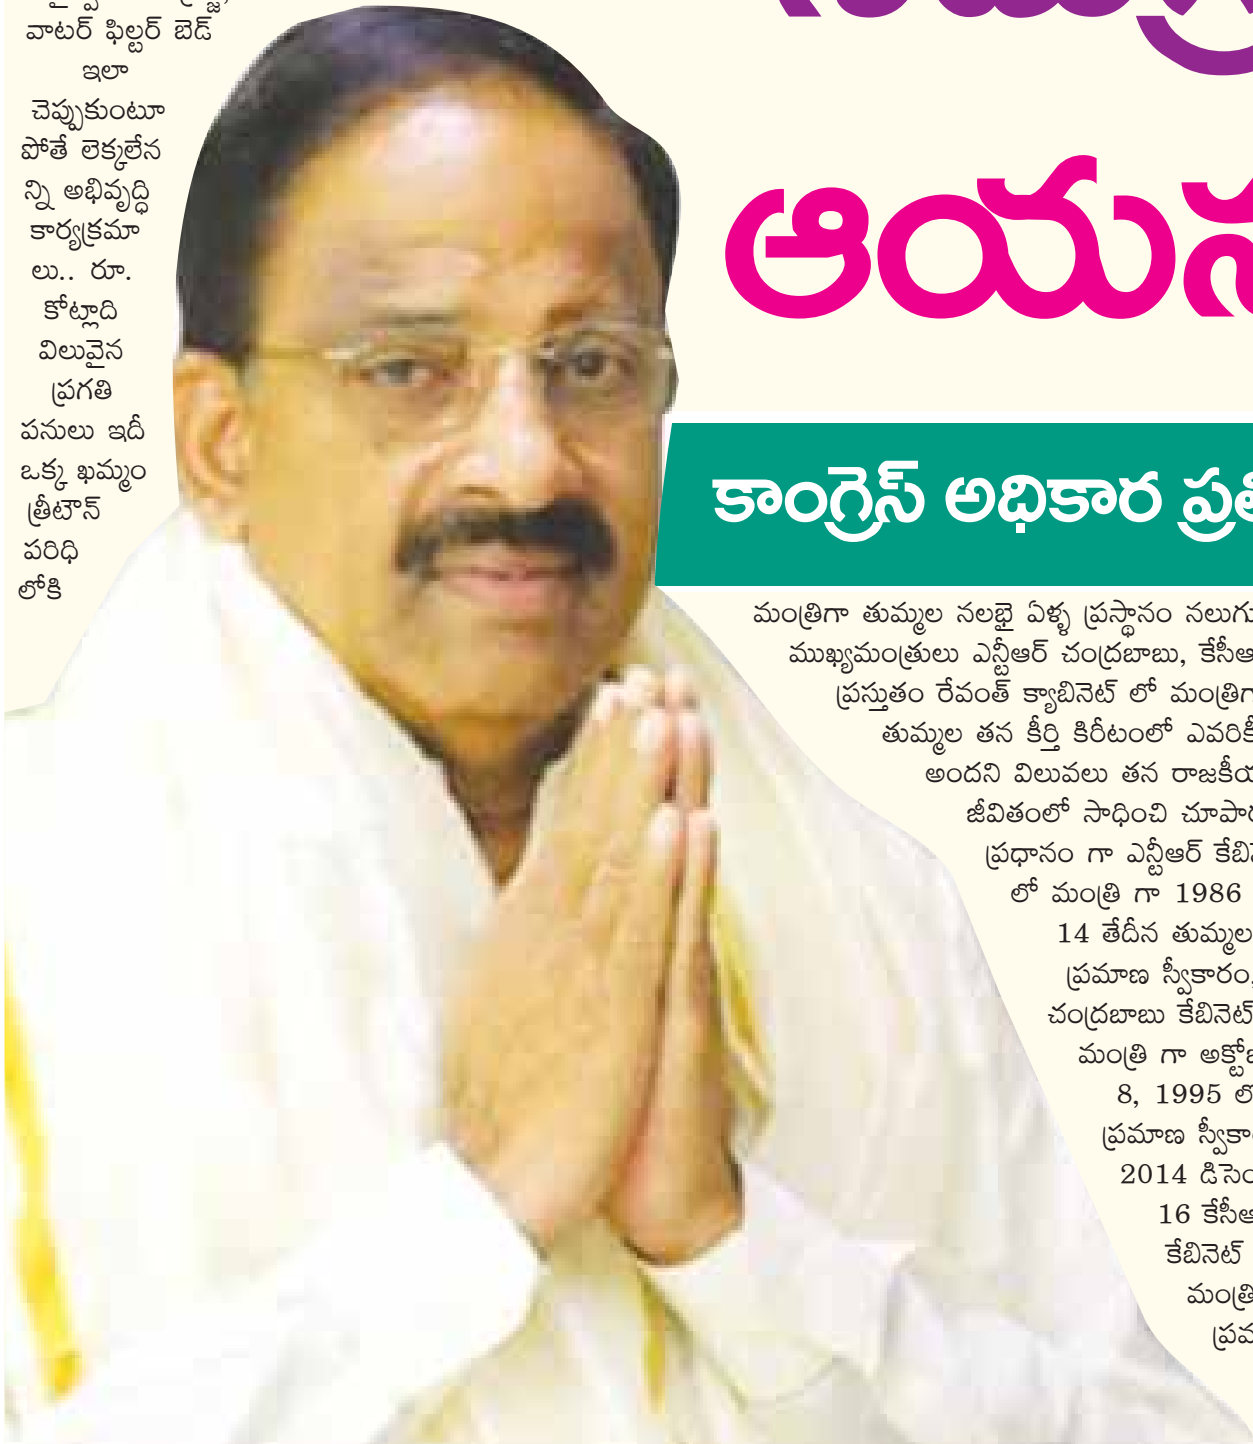 వాటర్ ఫిల్టర్ బెడ్
ఇలా
చెప్పుకుంటూ
పోతే లెక్కలేన
న్ని అభివృద్ధి
కార్యక్రమా
లు.. రూ.
కోట్లాది
విలువైన
ప్రగతి
పనులు ఇదీ
ఒక్క ఖమ్మం
త్రీటౌన్
పరిధి
లోకి
ఆయన
కాంగ్రెస్ అధికార
మంత్రిగా తుమ్మల నలభై ఏళ్ళ ప్రస్థానం నలుగు
ముఖ్యమంత్రులు ఎన్టీఆర్ చంద్రబాబు, కేసీఆ
ప్రస్తుతం రేవంత్ క్యాబినెట్ లో మంత్రిగా
తుమ్మల తన కీర్తి కిరీటంలో ఎవరికీ
అందని విలువలు తన రాజకీయ
జీవితంలో సాధించి చూపార
ప్రధానం గా ఎన్టీఆర్ కేబి
లో మంత్రి గా 1986
14 తేదీన తుమ్మల
ప్రమాణ స్వీకారం,
చంద్రబాబు కేబినెట్
మంత్రి గా అక్టో
8, 1995 లో
ప్రమాణ స్వీకా
2014 డిసెం
16 కేసీఆ
కేబినెట్
మంత్రి
ప్రమ